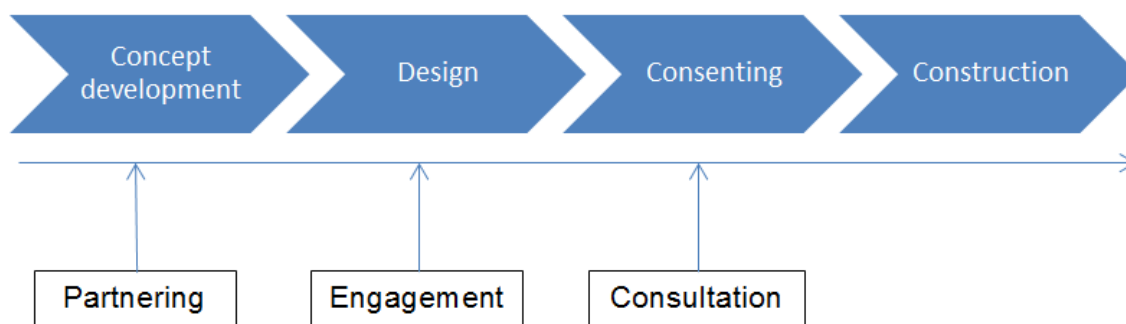 Concept
development
Design
Consenting
Construction
Partnering
Engagement
Consultation